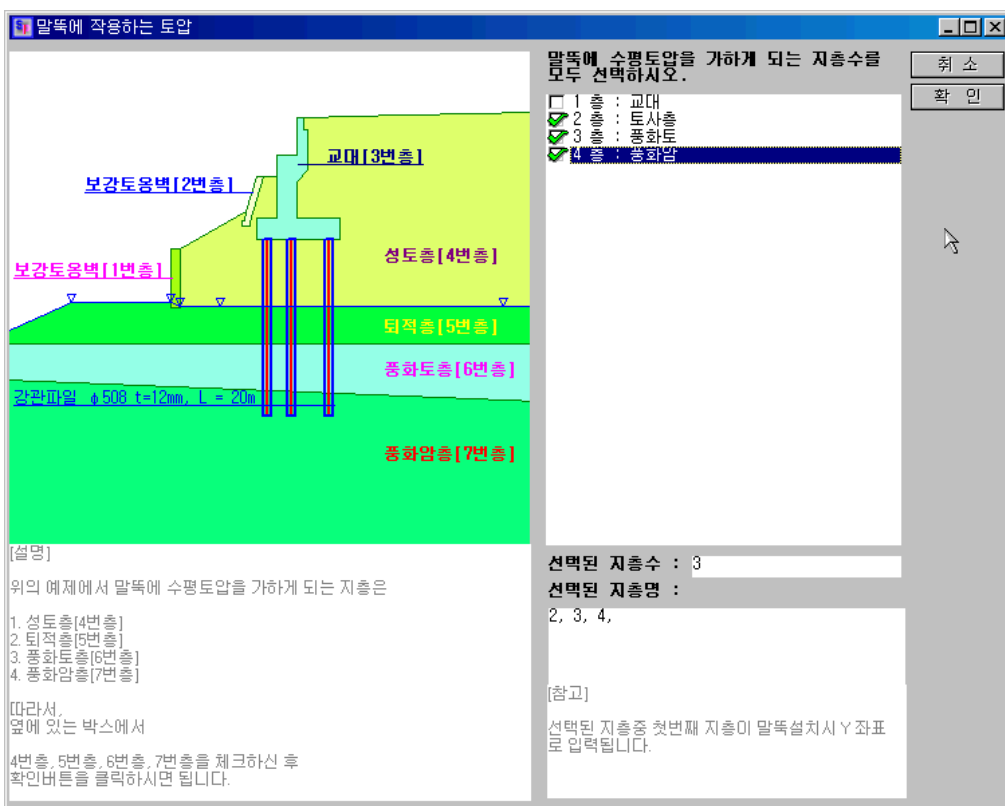 말뚝에 작용하는 토압
교대[3번층]
보강토옹벽[2번층]
성토층[4번층]
보강토옹벽[1번층]
퇴적층[5번층]
풍화토층[6번층]
강관파일 φ508 t=12mm, L = 20m
풍화암층[7번층]
[설명]
위의 예제에서 말뚝에 수평토압을 가하게 되는 지층은
1. 성토층[4번층]
2. 퇴적층[5번층]
3. 풍화토층[6번층]
4. 풍화암층[7번층]
따라서,
옆에 있는 박스에서
4번층, 5번층, 6번층, 7번층을 체크하신 후
확인버튼을 클릭하시면 됩니다.
말뚝에 수평토압을 가하게 되는 지층수를
모두 선택하시오.
1 층 : 교대
2 층 : 토사층
3 층 : 풍화토
4 층 : 풍화암
선택된 지층수 : 3
선택된 지층명 :
2, 3, 4,
[참고]
선택된 지층중 첫번째 지층이 말뚝설치시 Y 좌표
로 입력됩니다.
취 소
확 인